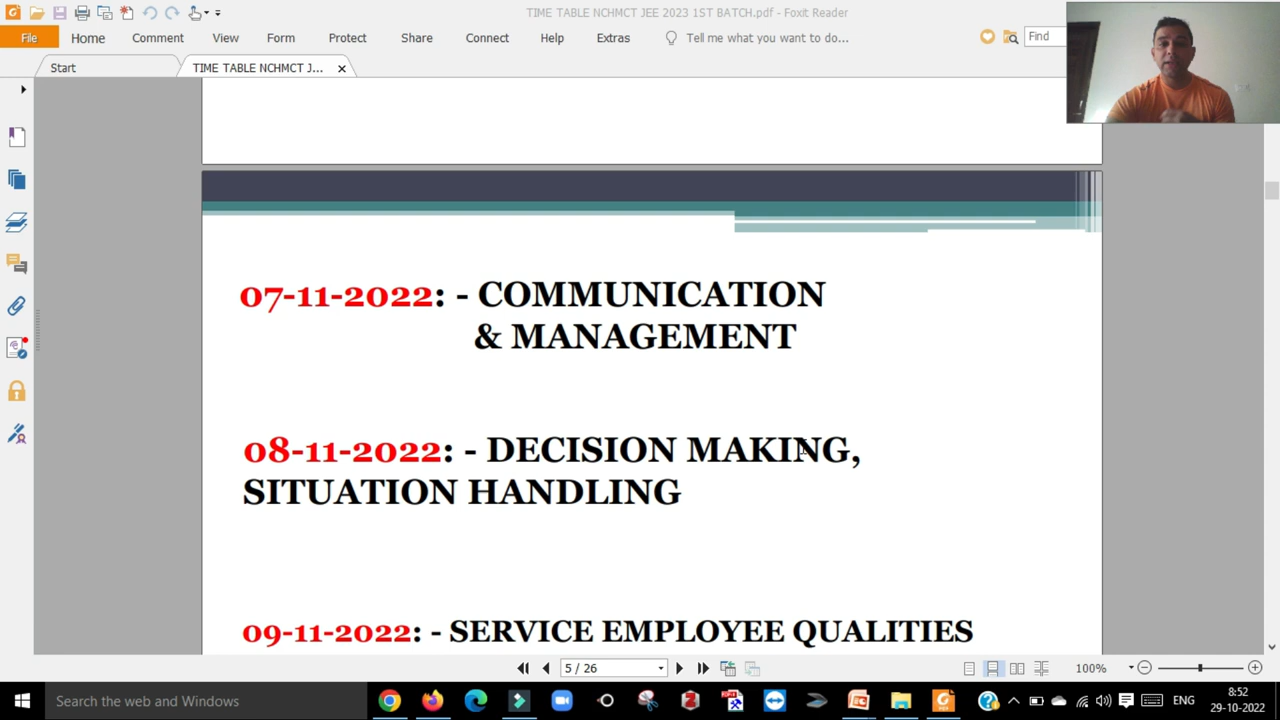 TIME TABLE NCHMCT JEE 2023 1ST BATCH.pdf - Foxit Reader
File Home Comment View Form Protect Share Connect Help Extras Tell me what you want to do... Find
Start TIME TABLE NCHMCT J...
07-11-2022: - COMMUNICATION
& MANAGEMENT
08-11-2022: - DECISION MAKING,
SITUATION HANDLING
09-11-2022: - SERVICE EMPLOYEE QUALITIES
5 / 26 100%
Search the web and Windows ENG 8:52
29-10-2022